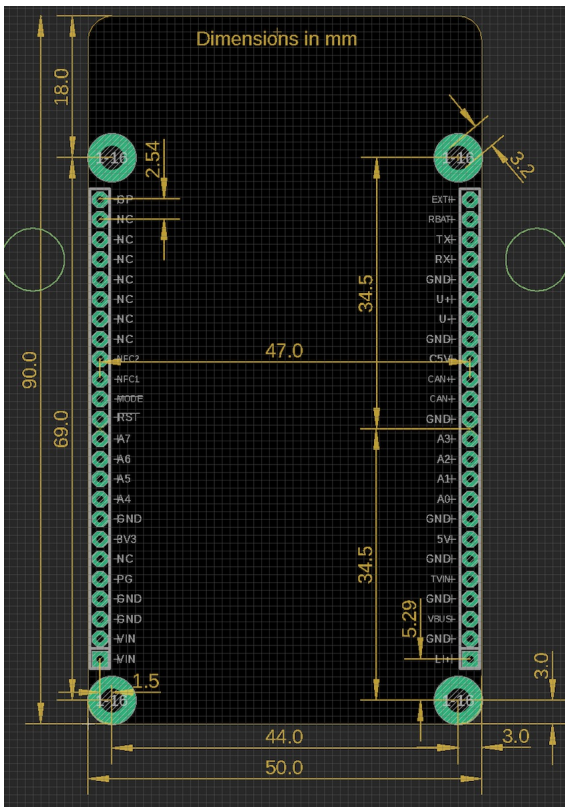 Dimensions in mm
18.0
1-16
1-16
3.2
2.54
GP
EXT+
NC
RBAT+
NC
TX+
NC
RX+
NC
GND
34.5
NC
U+
NC
U-
NC
GND
NFC2
C5V
47.0
90.0
NFC1
CAN+
MODE
CAN-
69.0
RST
GND
A7
A3
A6
A2
A5
A1
A4
A0
GND
GND
3V3
5V
34.5
NC
GND
PG
TVIN
GND
GND
5.29
GND
VBUS
VIN
GND
VIN
LI+
1.5
3.0
1-16
1-16
44.0
3.0
50.0